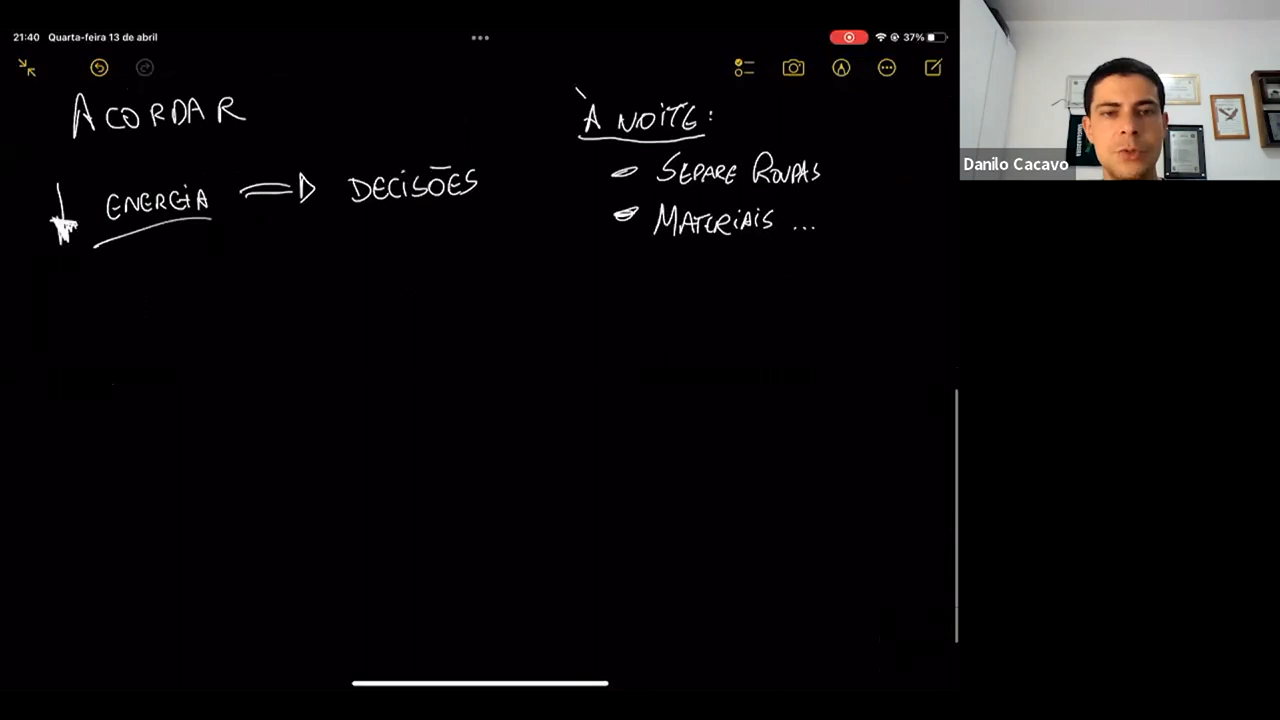 21:40 Quarta-feira 13 de abril
37%
ACORDAR
ENERGIA ⇒ DECISÕES
À NOITE:
- SEPARE ROUPAS
- MATERIAIS ...
Danilo Cacavo